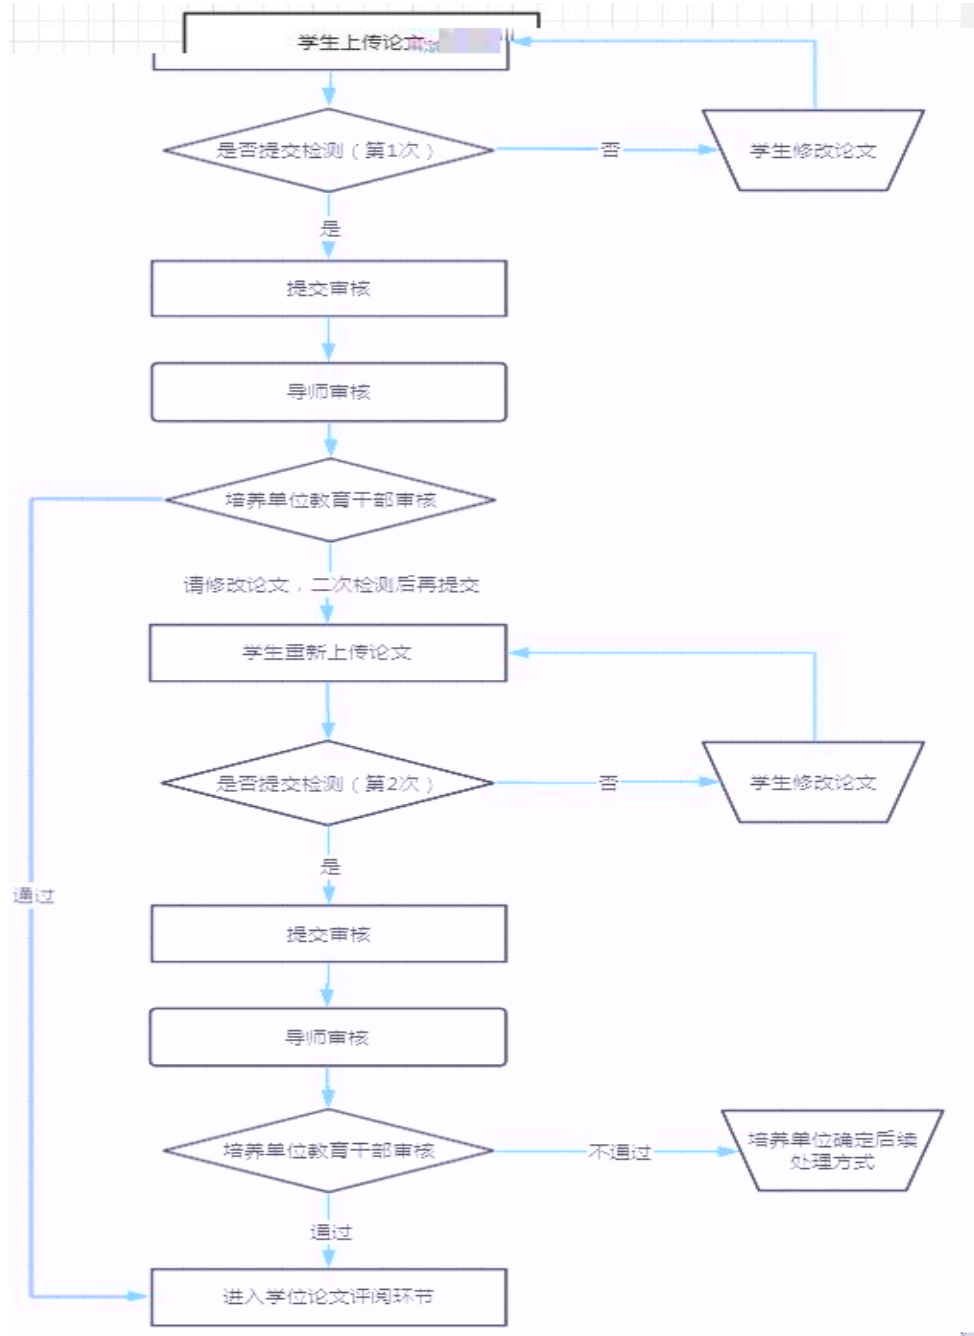 学生上传论文
是否提交检测（第1次）
否
学生修改论文
是
提交审核
导师审核
培养单位教育干部审核
请修改论文，二次检测后再提交
学生重新上传论文
是否提交检测（第2次）
否
学生修改论文
是
通过
提交审核
导师审核
培养单位教育干部审核
不通过
培养单位确定后续
处理方式
通过
进入学位论文评阅环节